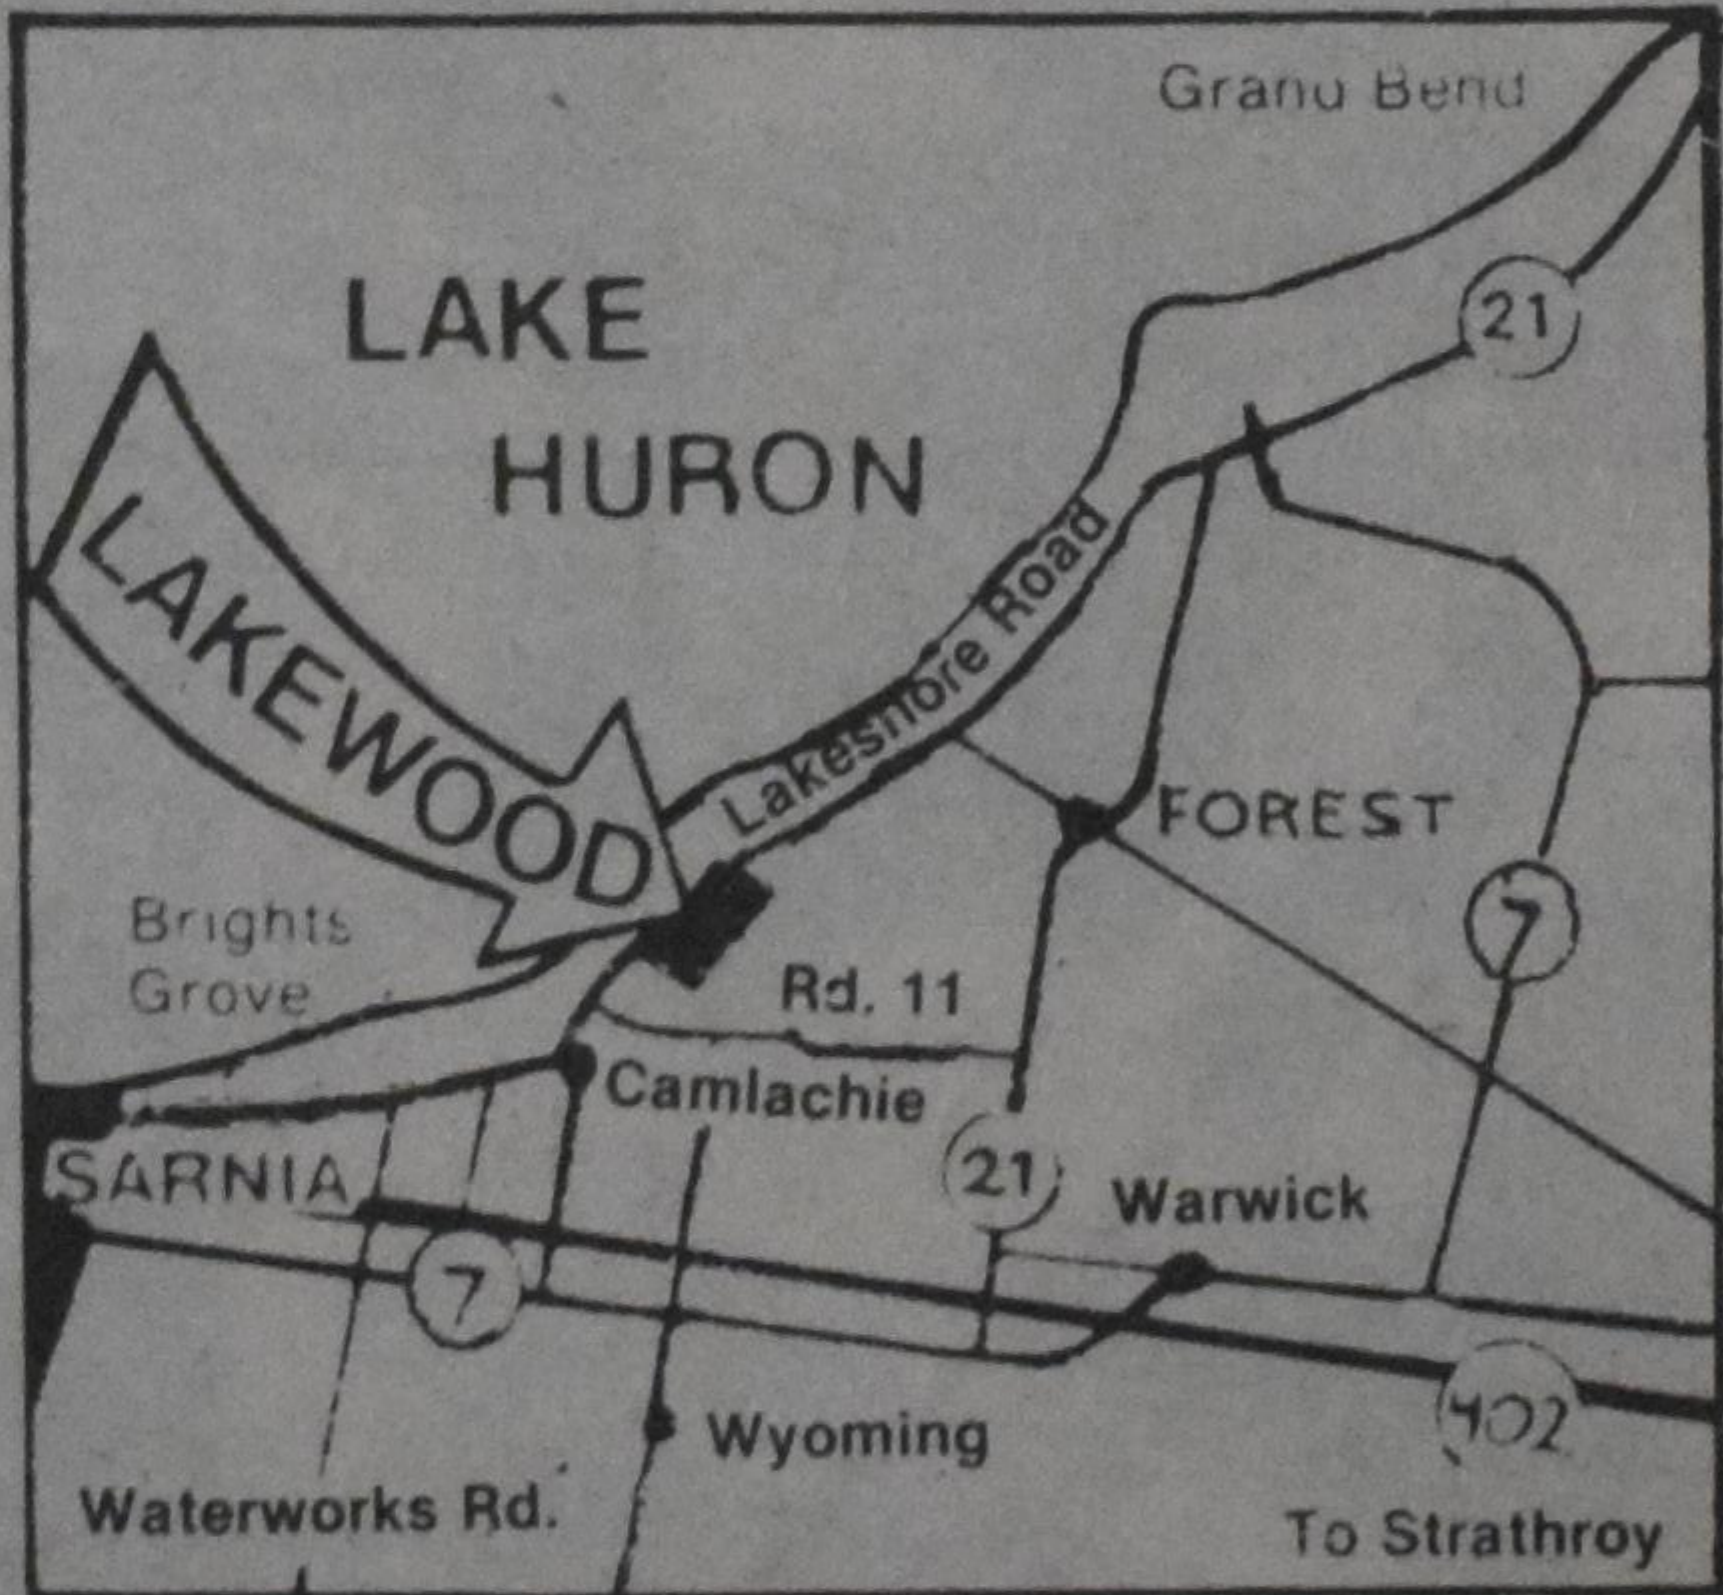 Grand Bend
21
LAKE
HURON
LAKEWOOD
Lakeshore Road
FOREST
7
Brights
Grove
Rd. 11
Camlachie
SARNIA
21
Warwick
7
402
Wyoming
Waterworks Rd.
To Strathroy